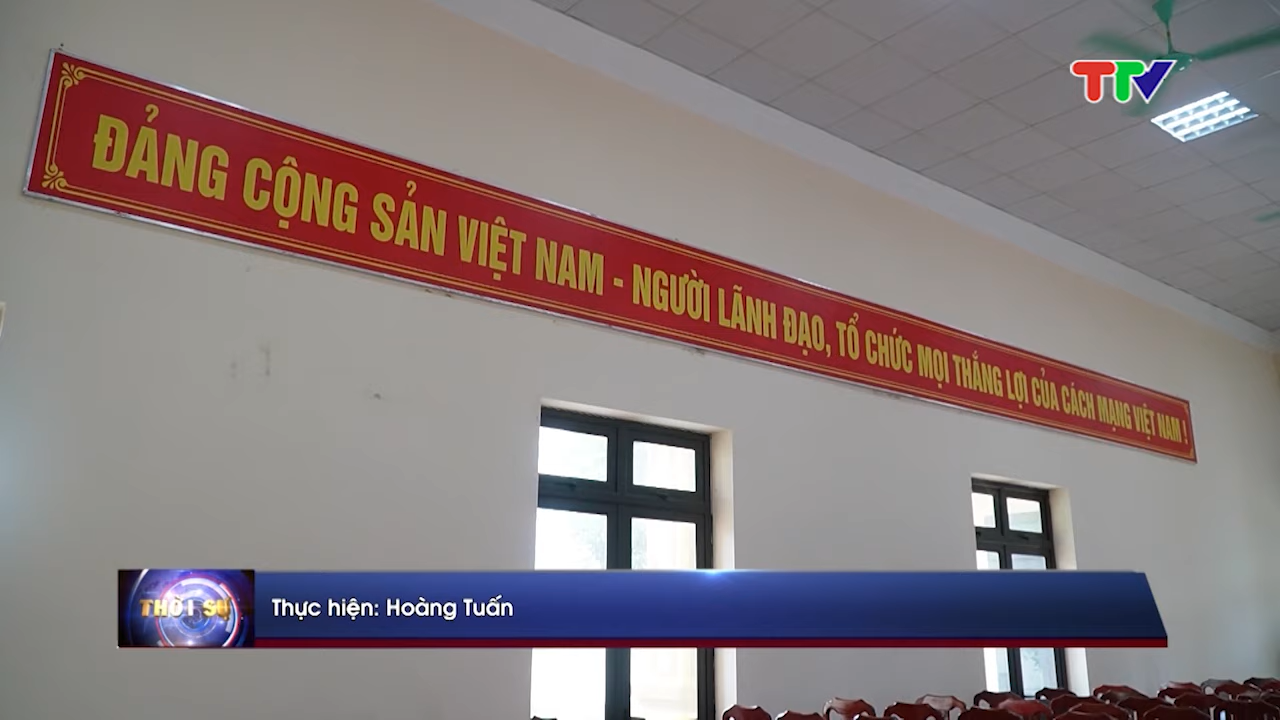 TTV
ĐẢNG CỘNG SẢN VIỆT NAM - NGƯỜI LÃNH ĐẠO, TỔ CHỨC MỌI THẮNG LỢI CỦA CÁCH MẠNG VIỆT NAM !
THỜI SỰ
Thực hiện: Hoàng Tuấn